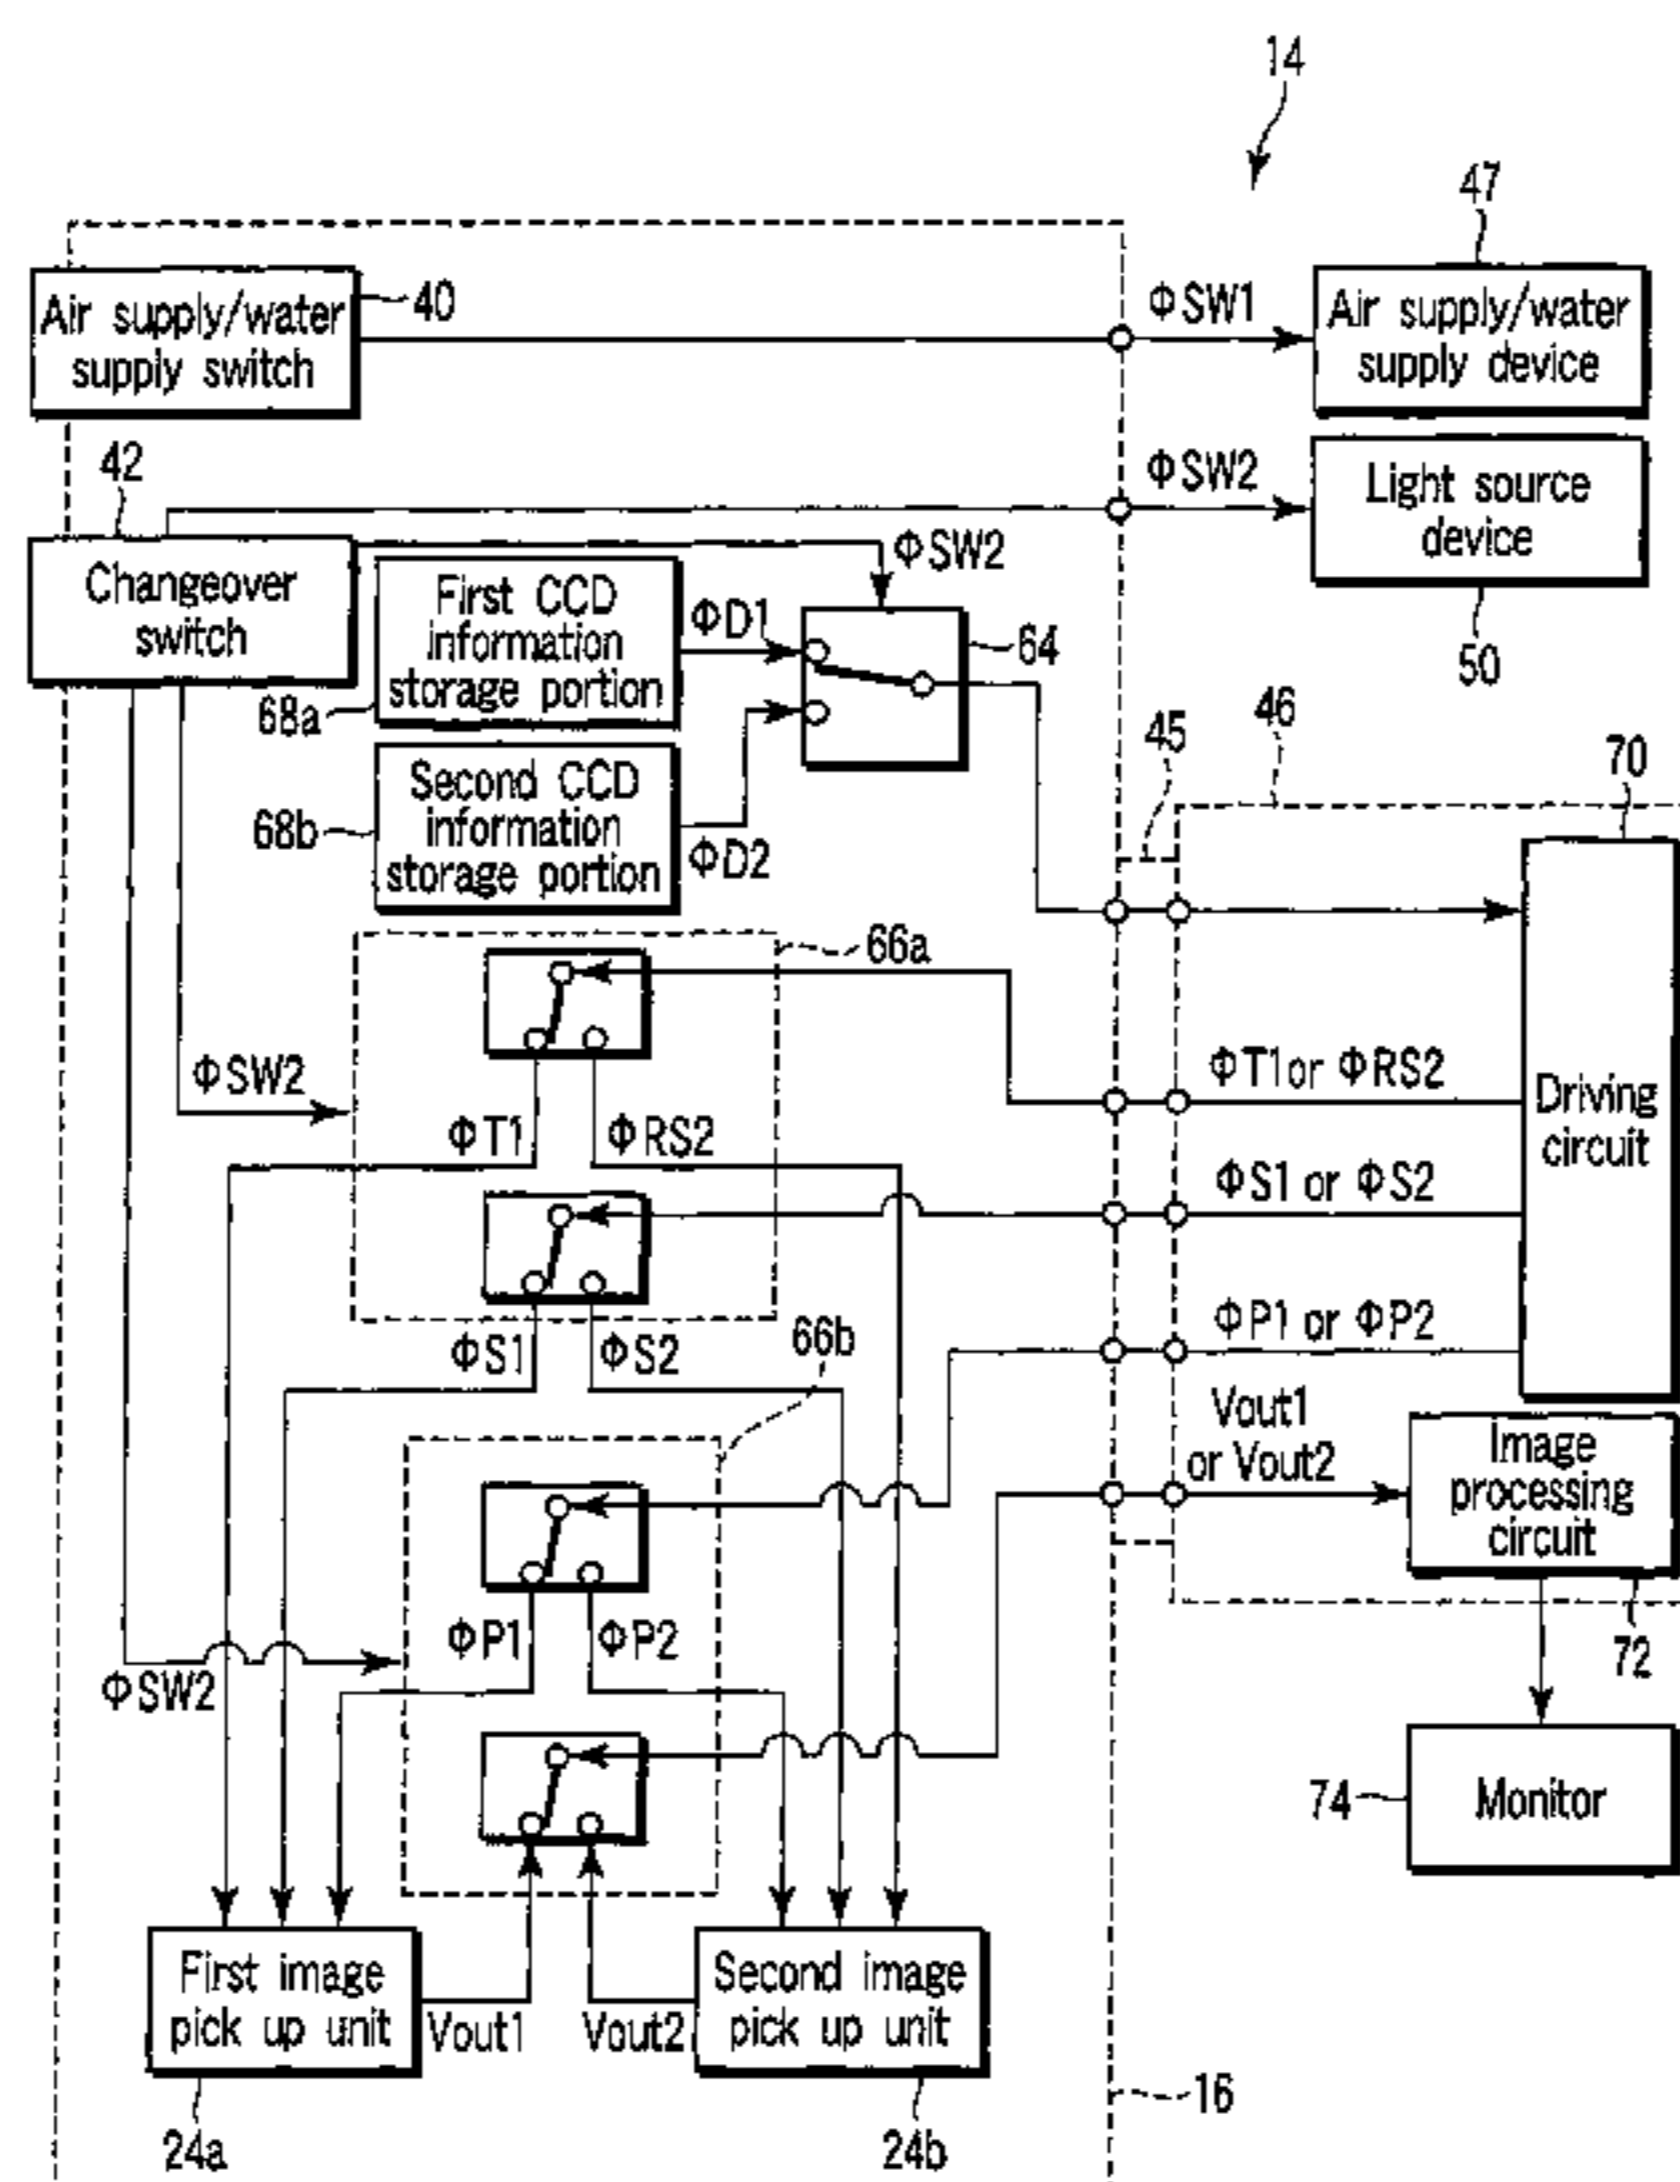 14
47
Air supply/water
supply switch
40
ΦSW1
Air supply/water
supply device
42
ΦSW2
Light source
device
50
Changeover
switch
ΦSW2
First CCD
information
storage portion
68a
ΦD1
64
Second CCD
information
storage portion
68b
ΦD2
45
46
70
66a
Driving
circuit
ΦSW2
ΦT1
ΦRS2
ΦT1 or ΦRS2
ΦS1 or ΦS2
ΦS1
ΦS2
66b
ΦP1 or ΦP2
Vout1
or Vout2
Image
processing
circuit
72
ΦP1
ΦP2
ΦSW2
74
Monitor
First image
pick up unit
Vout1
Vout2
Second image
pick up unit
16
24a
24b